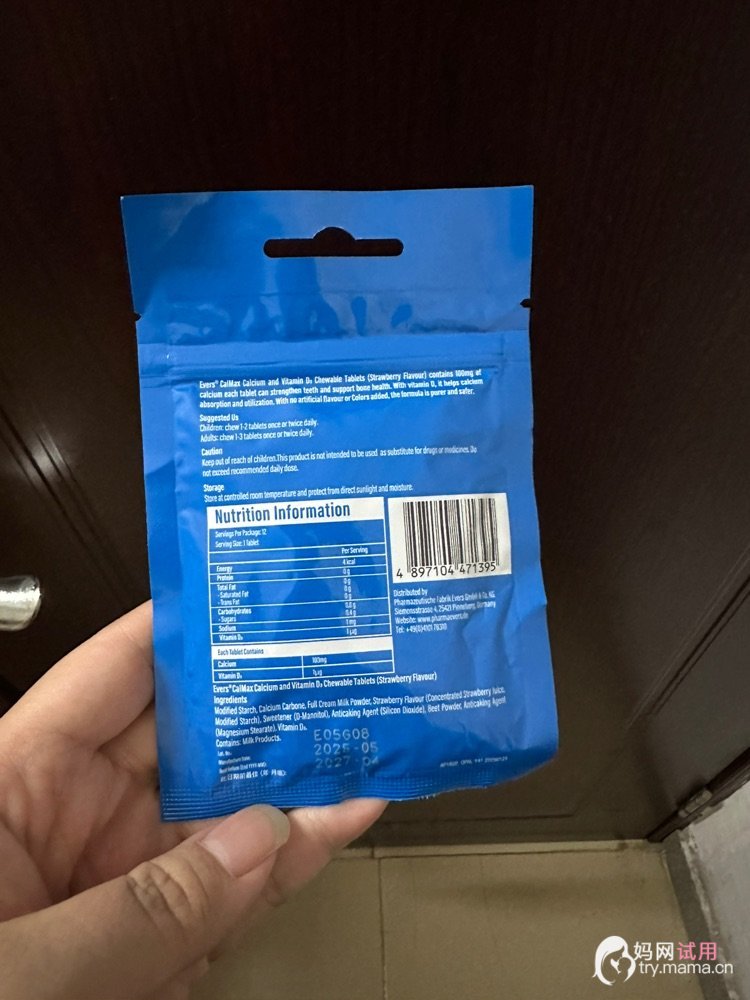 Evers® CalMax Calcium and Vitamin D₃ Chewable Tablets (Strawberry Flavour) contains 100mg of
calcium each tablet can strengthen teeth and support bone health. With vitamin D, it helps calcium
absorption and utilization. With no artificial flavour or Colors added, the formula is purer and safer.
Suggested Us
Children: chew 1-2 tablets once or twice daily.
Adults: chew 1-3 tablets once or twice daily.
Caution
Keep out of reach of children.This product is not intended to be used as substitute for drugs or medicines. Do
not exceed recommended daily dose.
Storage
Store at controlled room temperature and protect from direct sunlight and moisture.
Nutrition Information
Servings Per Package: 12
Serving Size: 1 Tablet
Per Serving
Energy 4 kcal
Protein 0 g
Total Fat 0 g
- Saturated Fat 0 g
- Trans Fat 0 g
Carbohydrates 0.8 g
- Sugars 0.4 g
Sodium 1 mg
Vitamin D₃ 1 µg
Each Tablet Contains
Calcium 100mg
Vitamin D₃ 1µg
4 897104 471395
Distributed by
Pharmazeutische Fabrik Evers GmbH & Co. KG
Siemensstrasse 4, 25421 Pinneberg, Germany
Website: www.pharmaevers.de
Evers®CalMax Calcium and Vitamin D₃ Chewable Tablets (Strawberry Flavour)
Ingredients
Modified Starch, Calcium Carbone, Full Cream Milk Powder, Strawberry Flavour (Concentrated Strawberry Juice,
Modified Starch), Sweetener (D-Mannitol), Anticaking Agent (Silicon Dioxide), Beet Powder, Anticaking Agent
(Magnesium Stearate), Vitamin D₃.
Contains: Milk Products.
Lot. No.: E05G08
Manufacture Date: 2025-05
2027-04
妈网试用
try.mama.cn